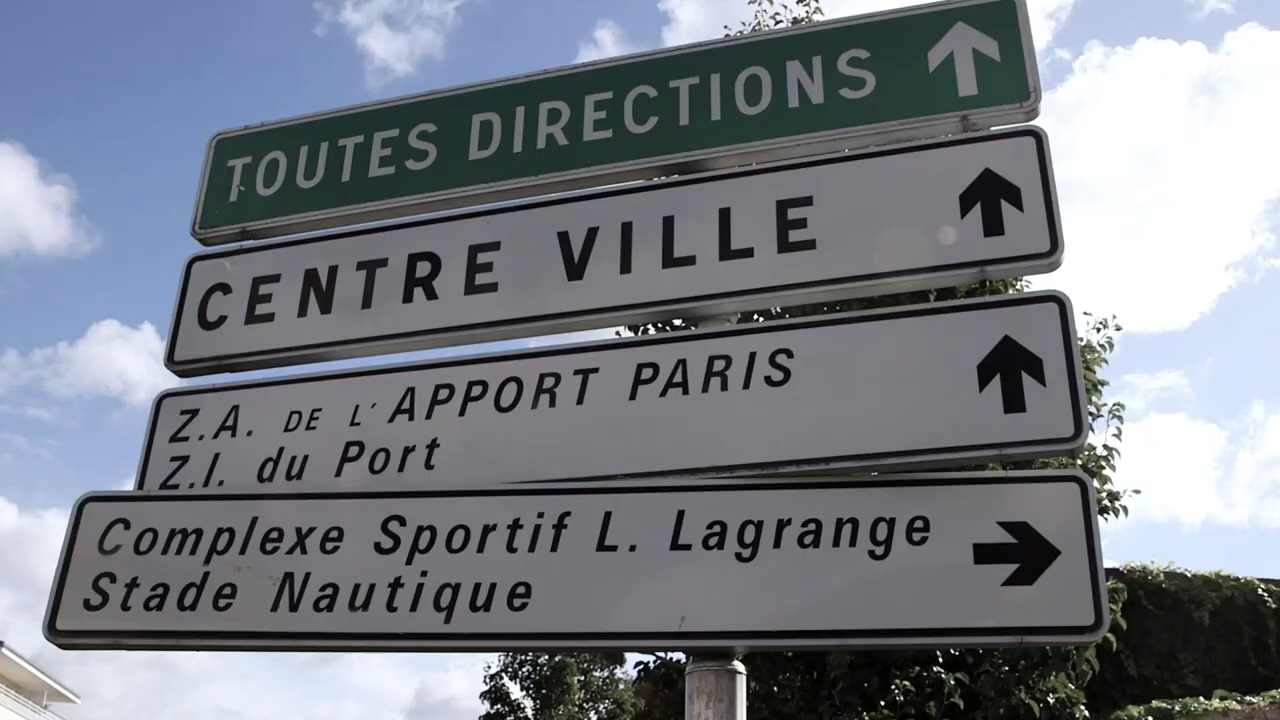 TOUTES DIRECTIONS
CENTRE VILLE
Z.A. DE L'APPORT PARIS
Z.I. du Port
Complexe Sportif L. Lagrange
Stade Nautique